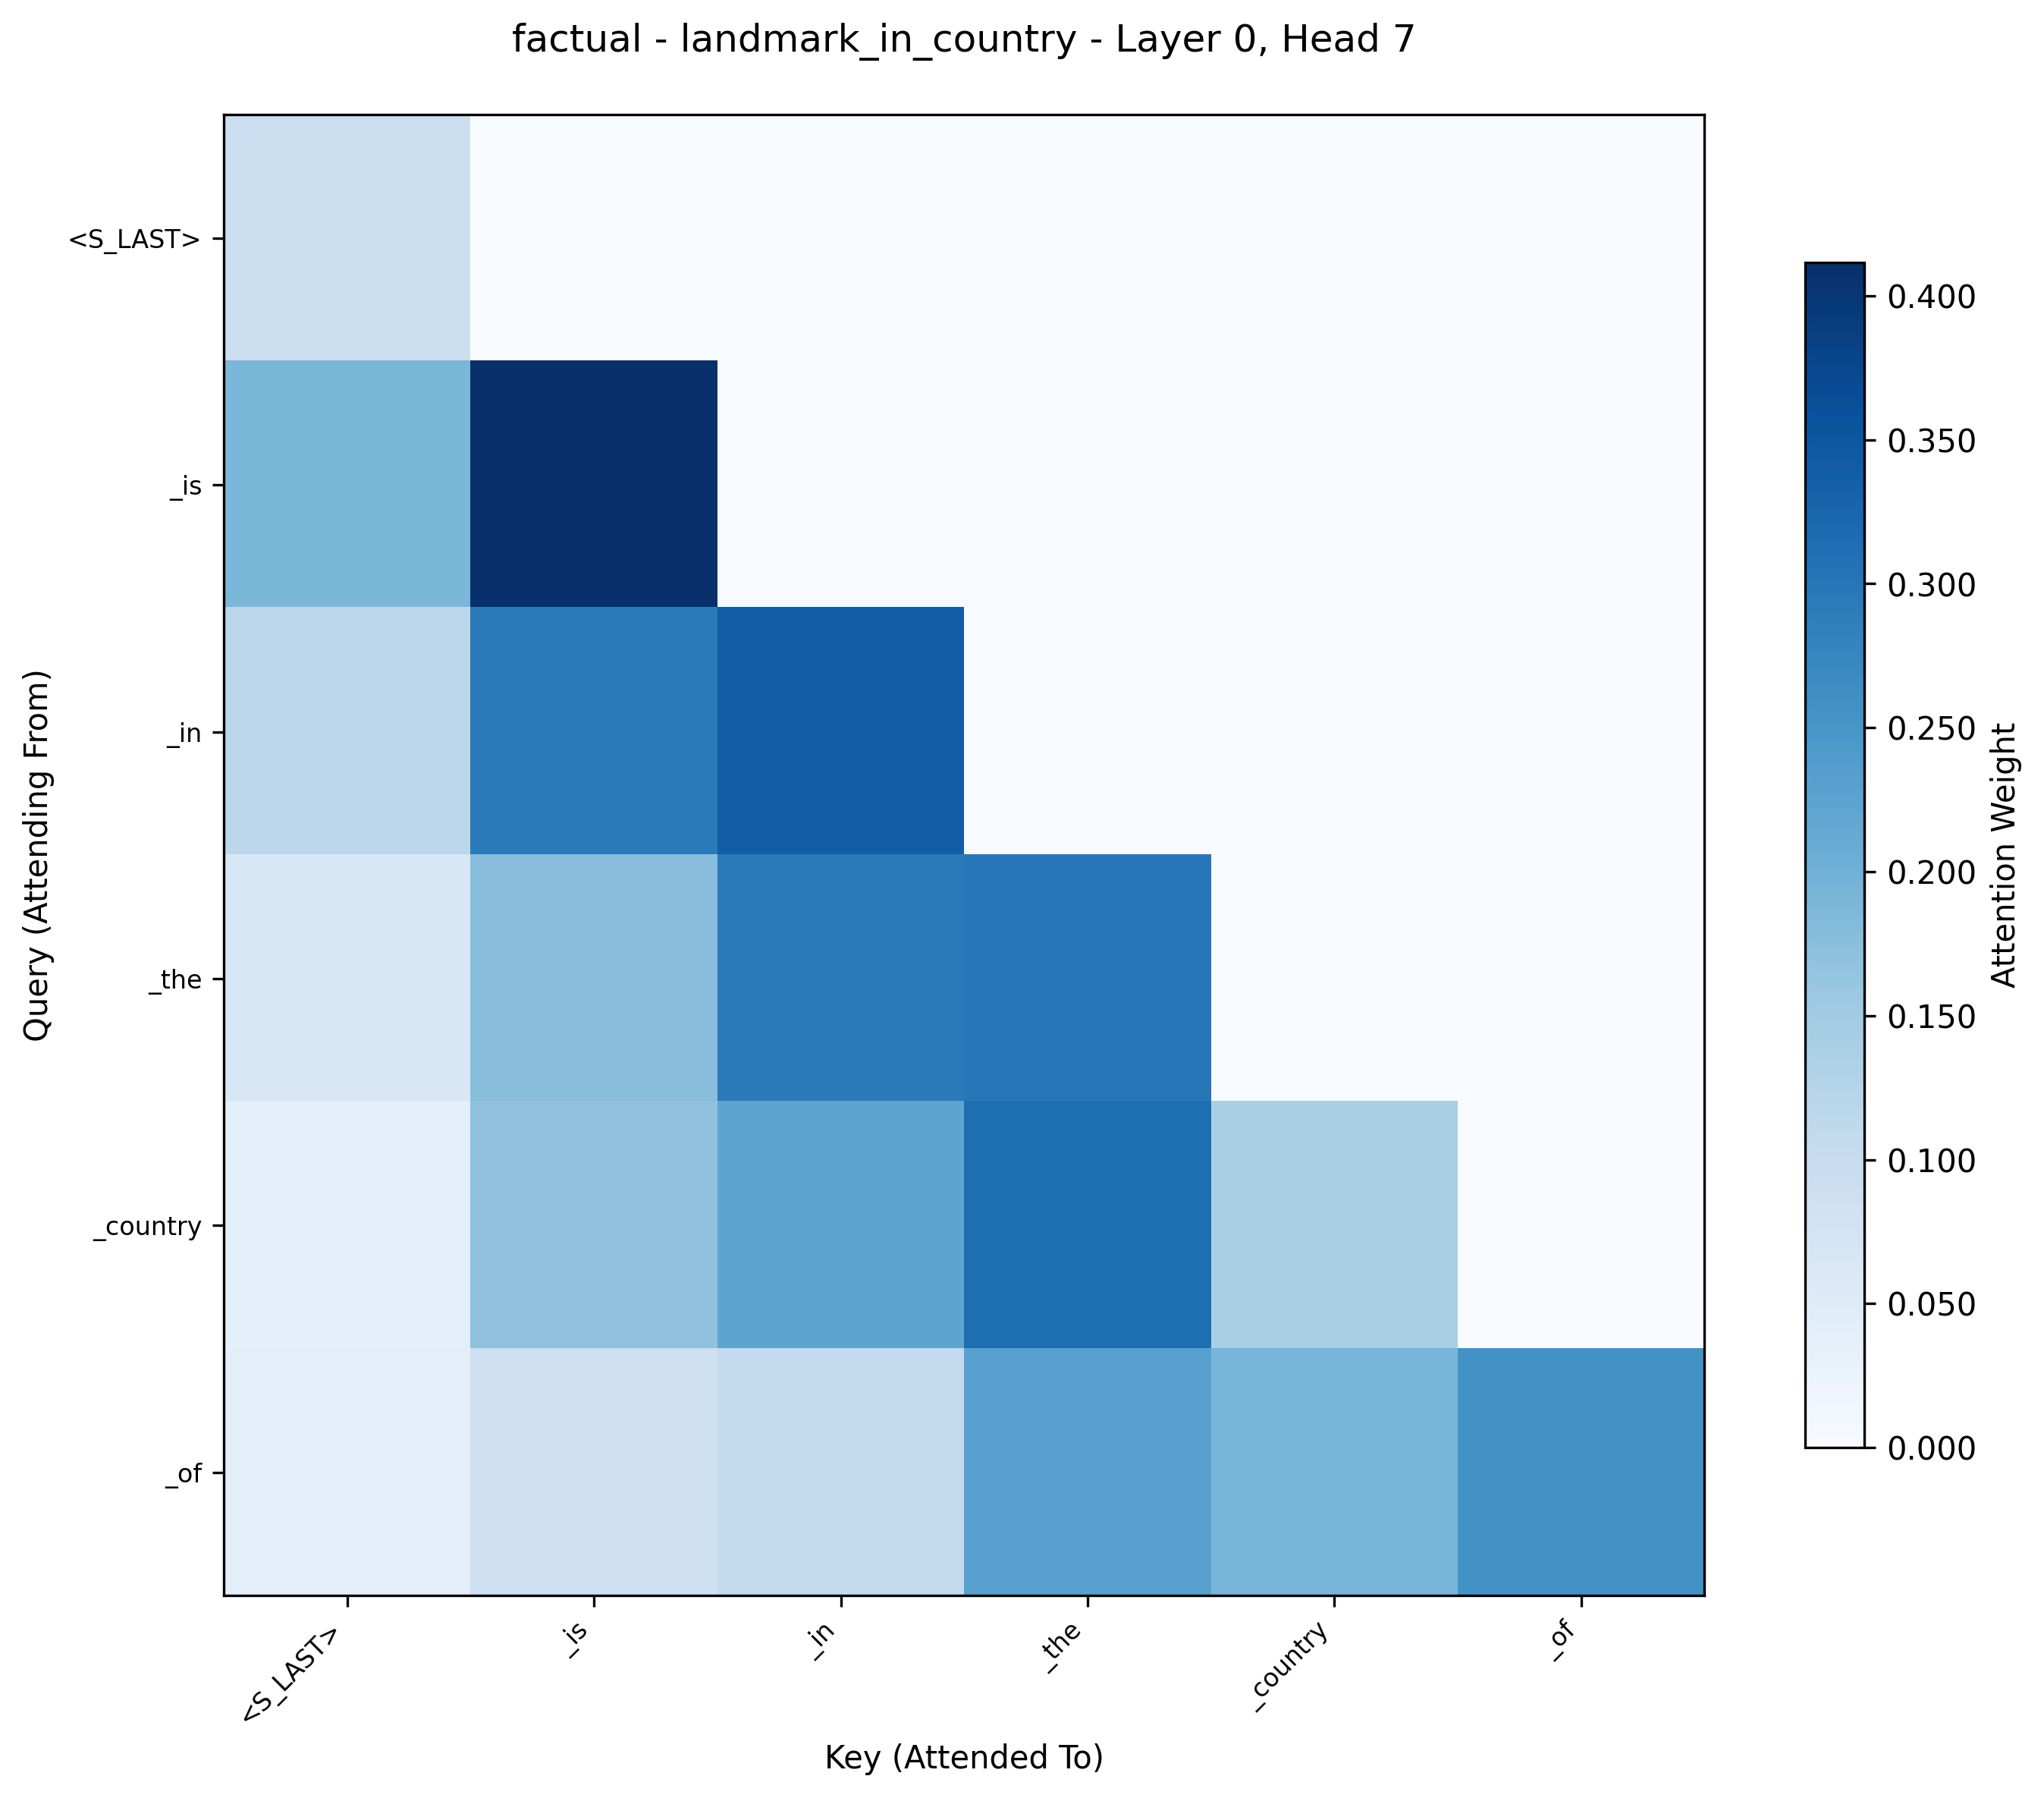 factual - landmark_in_country - Layer 0, Head 7
Query (Attending From)
<S_LAST>
_is
_in
_the
_country
_of
<S_LAST>
_is
_in
_the
_country
_of
Key (Attended To)
0.400
0.350
0.300
0.250
0.200
0.150
0.100
0.050
0.000
Attention Weight